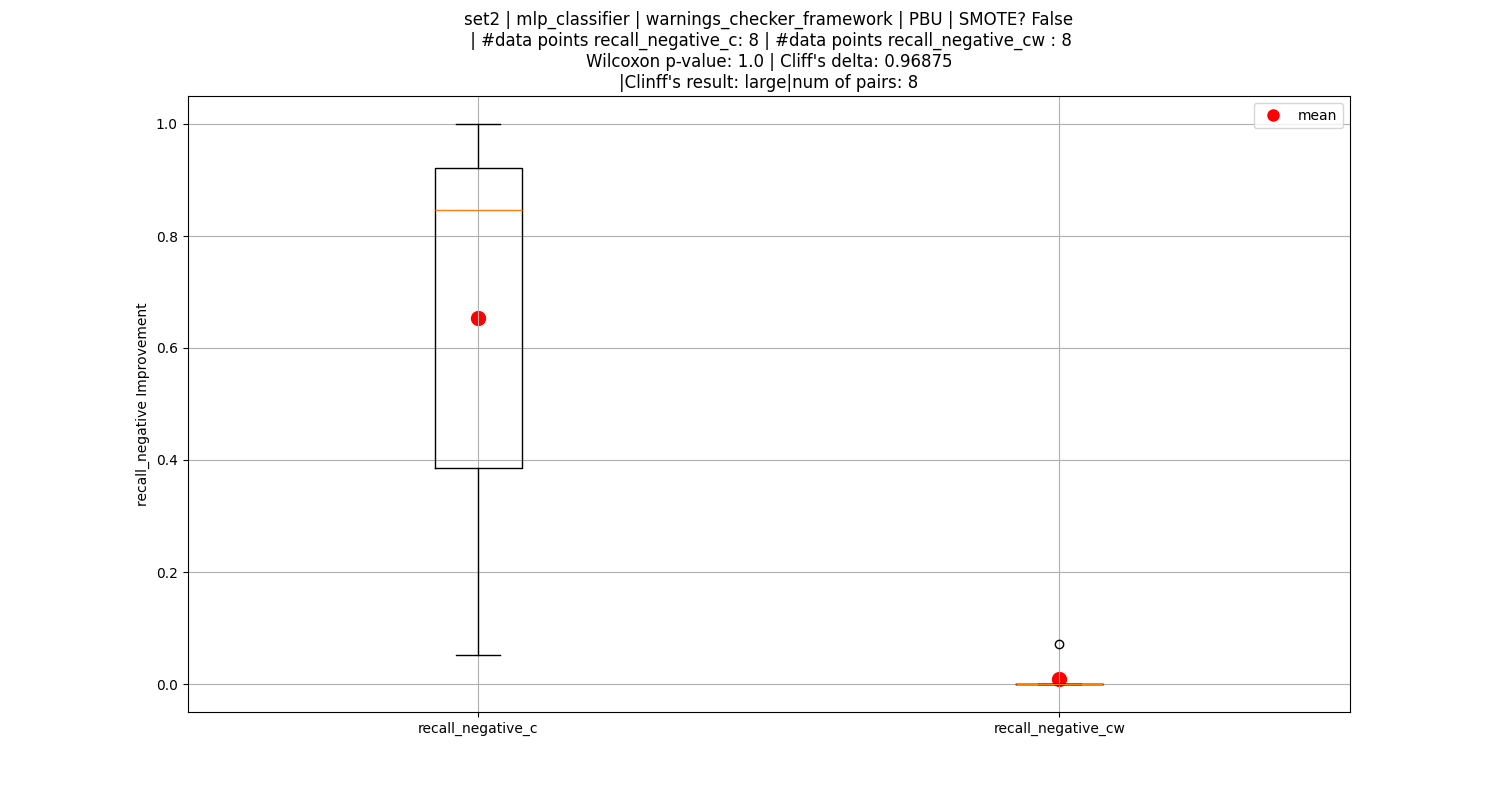 set2 | mlp_classifier | warnings_checker_framework | PBU | SMOTE? False
| #data points recall_negative_c: 8 | #data points recall_negative_cw : 8
Wilcoxon p-value: 1.0 | Cliff's delta: 0.96875
|Clinff's result: large|num of pairs: 8
mean
1.0
0.8
0.6
0.4
0.2
0.0
recall_negative Improvement
recall_negative_c
recall_negative_cw